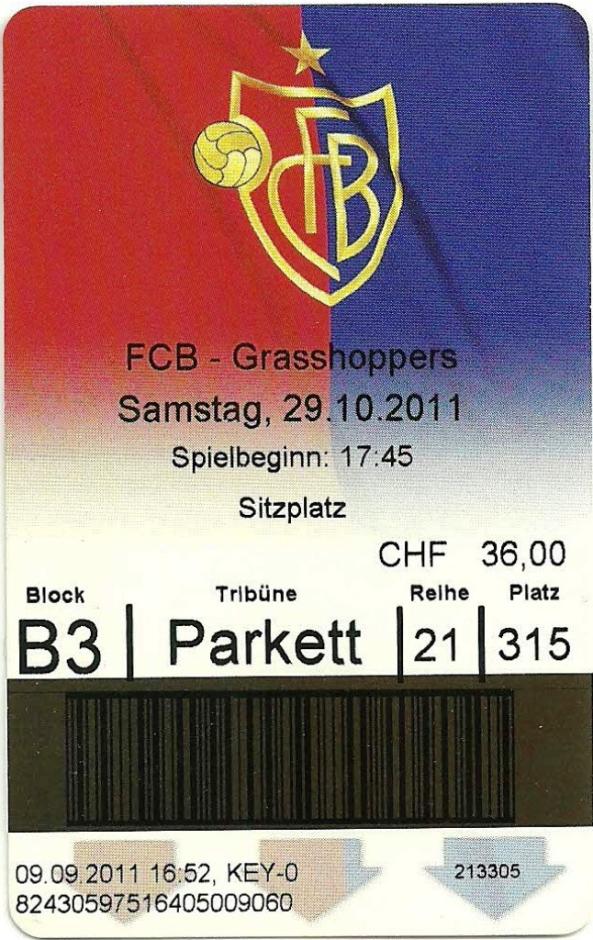 FCB
FCB - Grasshoppers
Samstag, 29.10.2011
Spielbeginn: 17:45
Sitzplatz
CHF 36,00
Block Tribüne Reihe Platz
B3 Parkett 21 315
09.09.2011 16:52, KEY-0 213305
82430597516405009060